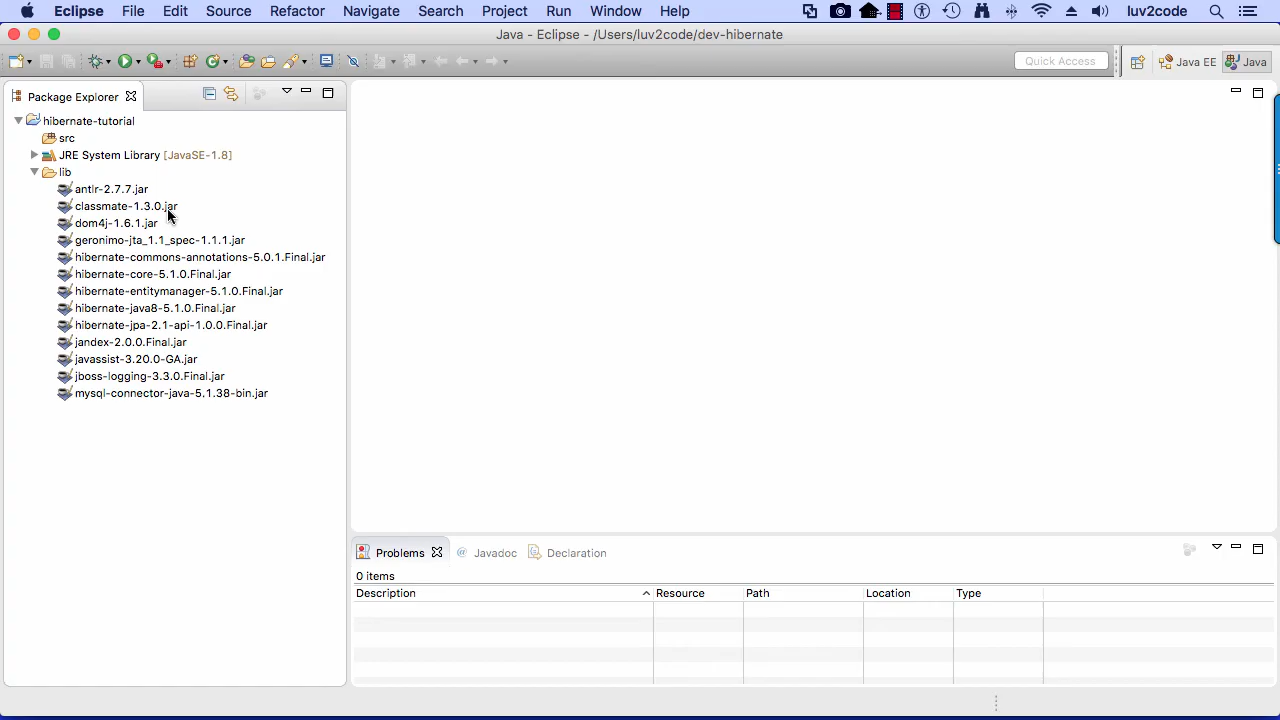 Eclipse File Edit Source Refactor Navigate Search Project Run Window Help luv2code
Java - Eclipse - /Users/luv2code/dev-hibernate
Quick Access Java EE Java
Package Explorer
hibernate-tutorial
src
JRE System Library [JavaSE-1.8]
lib
antlr-2.7.7.jar
classmate-1.3.0.jar
dom4j-1.6.1.jar
geronimo-jta_1.1_spec-1.1.1.jar
hibernate-commons-annotations-5.0.1.Final.jar
hibernate-core-5.1.0.Final.jar
hibernate-entitymanager-5.1.0.Final.jar
hibernate-java8-5.1.0.Final.jar
hibernate-jpa-2.1-api-1.0.0.Final.jar
jandex-2.0.0.Final.jar
javassist-3.20.0-GA.jar
jboss-logging-3.3.0.Final.jar
mysql-connector-java-5.1.38-bin.jar
Problems @ Javadoc Declaration
0 items
Description Resource Path Location Type